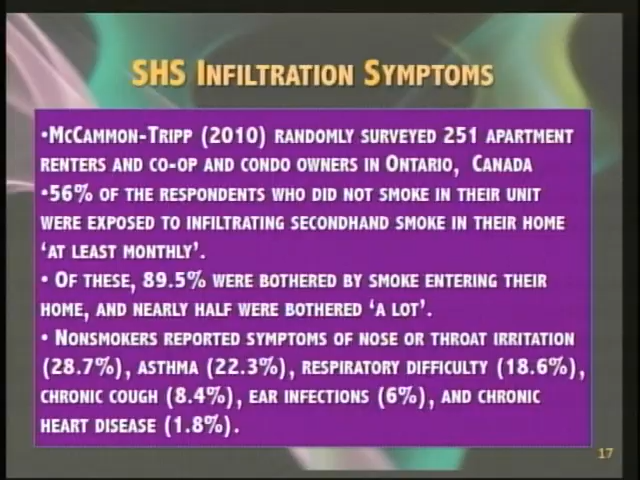 SHS Infiltration Symptoms
•McCammon-Tripp (2010) randomly surveyed 251 apartment
renters and co-op and condo owners in Ontario, Canada
•56% of the respondents who did not smoke in their unit
were exposed to infiltrating secondhand smoke in their home
‘at least monthly’.
• Of these, 89.5% were bothered by smoke entering their
home, and nearly half were bothered ‘a lot’.
• Nonsmokers reported symptoms of nose or throat irritation
(28.7%), asthma (22.3%), respiratory difficulty (18.6%),
chronic cough (8.4%), ear infections (6%), and chronic
heart disease (1.8%).
17